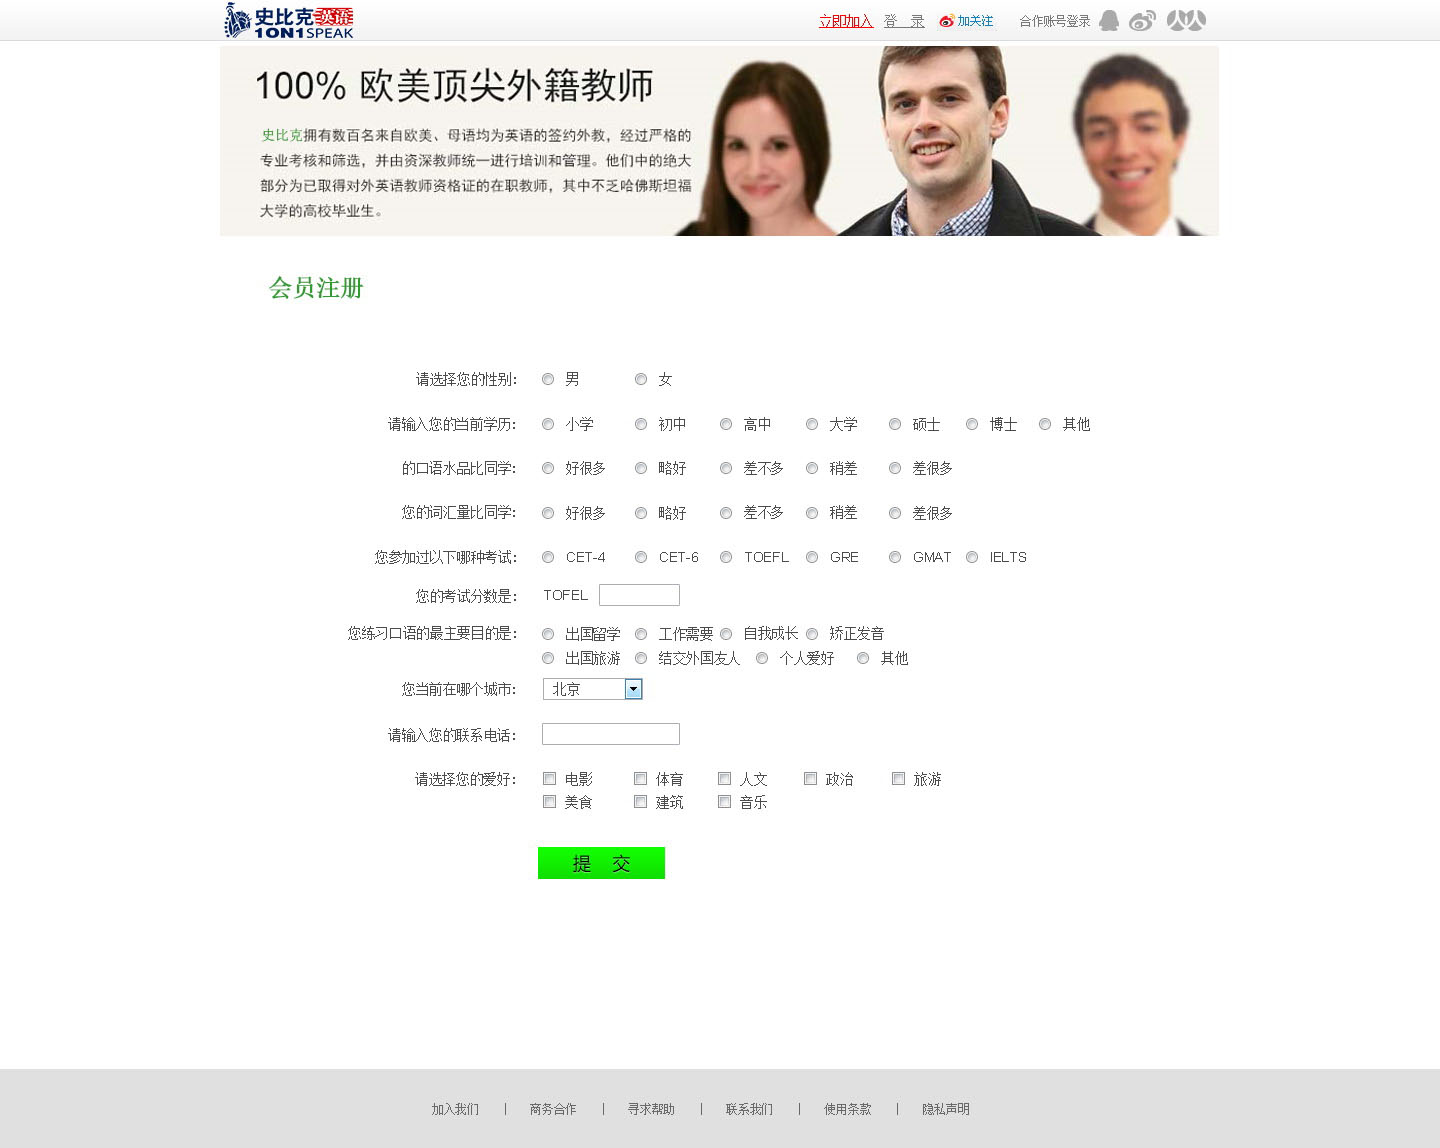 史比克英语
1ON1SPEAK
立即加入 登 录 加关注 合作账号登录
100% 欧美顶尖外籍教师
史比克拥有数百名来自欧美、母语均为英语的签约外教，经过严格的
专业考核和筛选，并由资深教师统一进行培训和管理。他们中的绝大
部分为已取得对外英语教师资格证的在职教师，其中不乏哈佛斯坦福
大学的高校毕业生。
会员注册
请选择您的性别： 男 女
请输入您的当前学历： 小学 初中 高中 大学 硕士 博士 其他
的口语水品比同学： 好很多 略好 差不多 稍差 差很多
您的词汇量比同学： 好很多 略好 差不多 稍差 差很多
您参加过以下哪种考试： CET-4 CET-6 TOEFL GRE GMAT IELTS
您的考试分数是： TOFEL
您练习口语的最主要目的是： 出国留学 工作需要 自我成长 矫正发音
出国旅游 结交外国友人 个人爱好 其他
您当前在哪个城市： 北京
请输入您的联系电话：
请选择您的爱好： 电影 体育 人文 政治 旅游
美食 建筑 音乐
提 交
加入我们 | 商务合作 | 寻求帮助 | 联系我们 | 使用条款 | 隐私声明